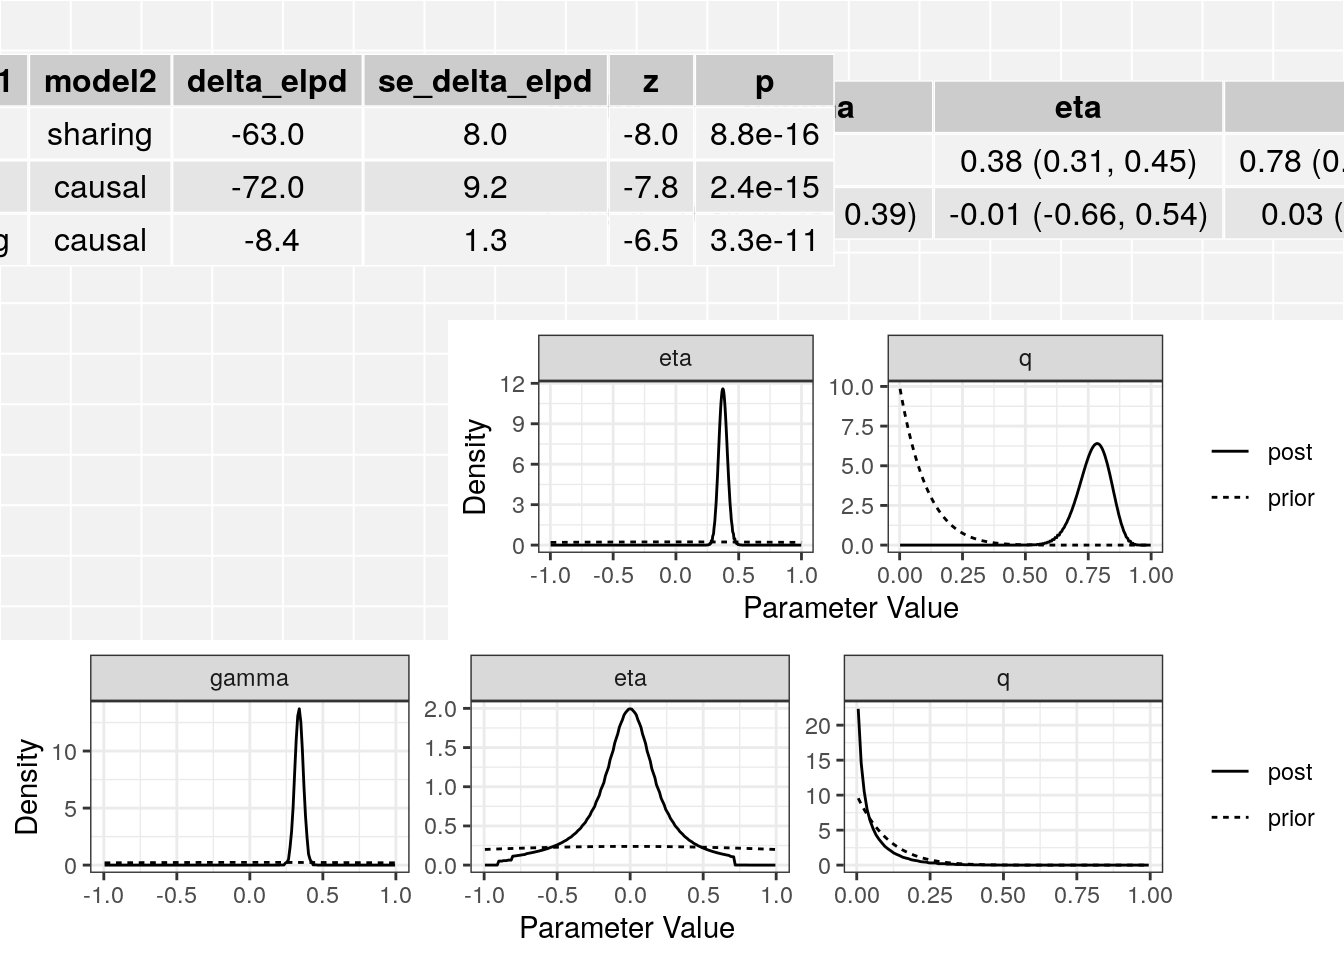 1 model2 delta_elpd se_delta_elpd z p
sharing -63.0 8.0 -8.0 8.8e-16
causal -72.0 9.2 -7.8 2.4e-15
g causal -8.4 1.3 -6.5 3.3e-11
a eta
0.38 (0.31, 0.45) 0.78 (0.
0.39) -0.01 (-0.66, 0.54) 0.03 (
eta
12
9
6
3
0
-1.0 -0.5 0.0 0.5 1.0
Density
q
10.0
7.5
5.0
2.5
0.0
0.00 0.25 0.50 0.75 1.00
Parameter Value
post
prior
gamma
10
5
0
-1.0 -0.5 0.0 0.5 1.0
Density
eta
2.0
1.5
1.0
0.5
0.0
-1.0 -0.5 0.0 0.5 1.0
q
20
15
10
5
0
0.00 0.25 0.50 0.75 1.00
Parameter Value
post
prior